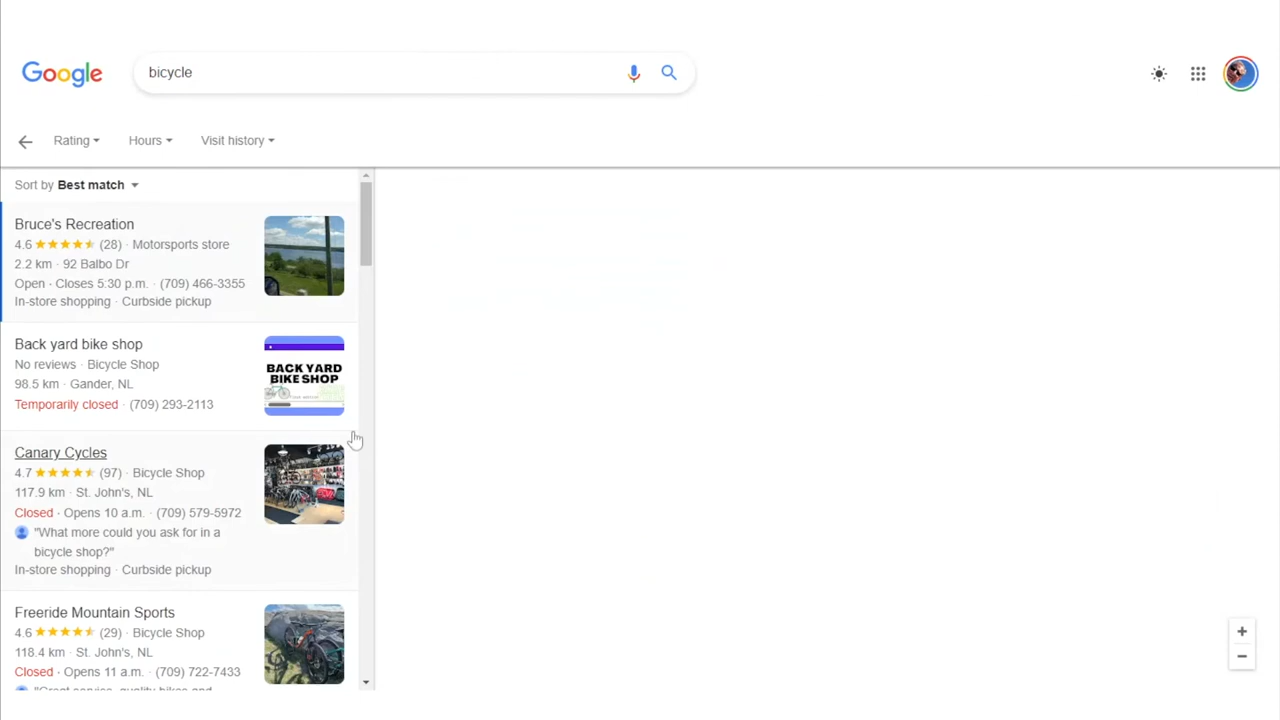 Google
bicycle
Rating
Hours
Visit history
Sort by Best match
Bruce's Recreation
4.6 (28) · Motorsports store
2.2 km · 92 Balbo Dr
Open · Closes 5:30 p.m. · (709) 466-3355
In-store shopping · Curbside pickup
Back yard bike shop
No reviews · Bicycle Shop
98.5 km · Gander, NL
Temporarily closed · (709) 293-2113
BACK YARD
BIKE SHOP
Canary Cycles
4.7 (97) · Bicycle Shop
117.9 km · St. John's, NL
Closed · Opens 10 a.m. · (709) 579-5972
"What more could you ask for in a
bicycle shop?"
In-store shopping · Curbside pickup
Freeride Mountain Sports
4.6 (29) · Bicycle Shop
118.4 km · St. John's, NL
Closed · Opens 11 a.m. · (709) 722-7433
"Great service, quality bikes and